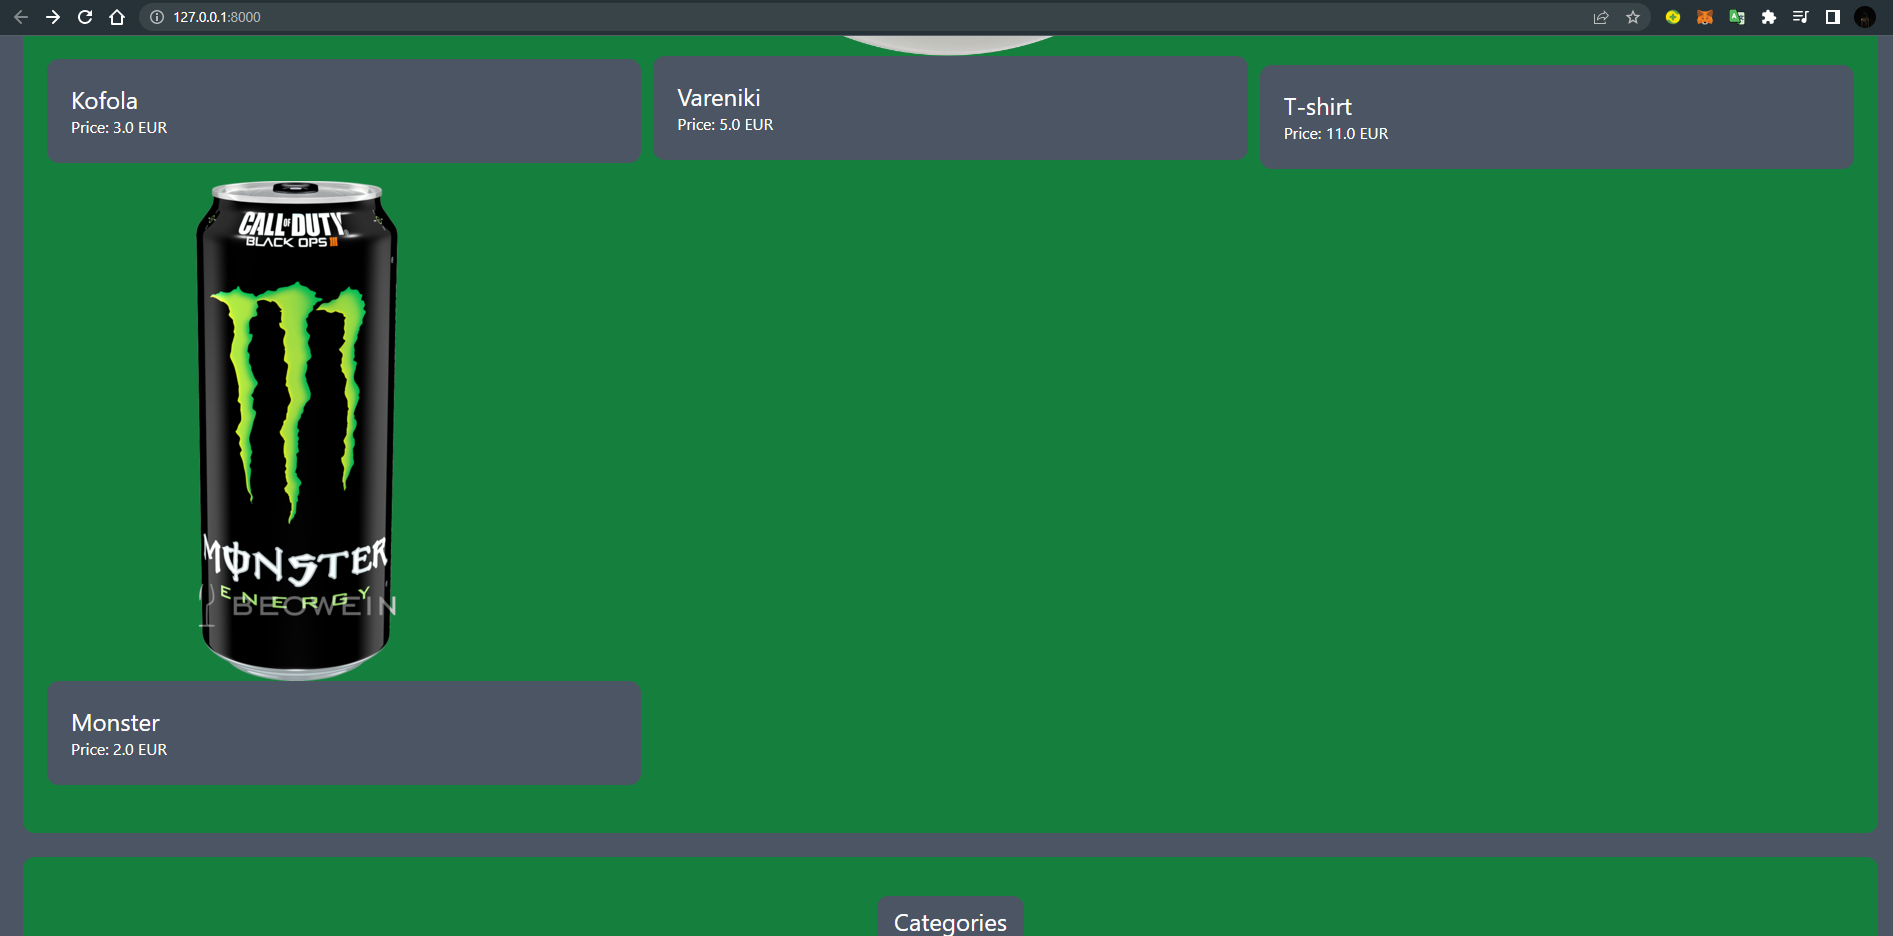 127.0.0.1:8000
Kofola
Price: 3.0 EUR
Vareniki
Price: 5.0 EUR
T-shirt
Price: 11.0 EUR
CALL OF DUTY
BLACK OPS III
MONSTER
ENERGY
BEOWEIN
Monster
Price: 2.0 EUR
Categories